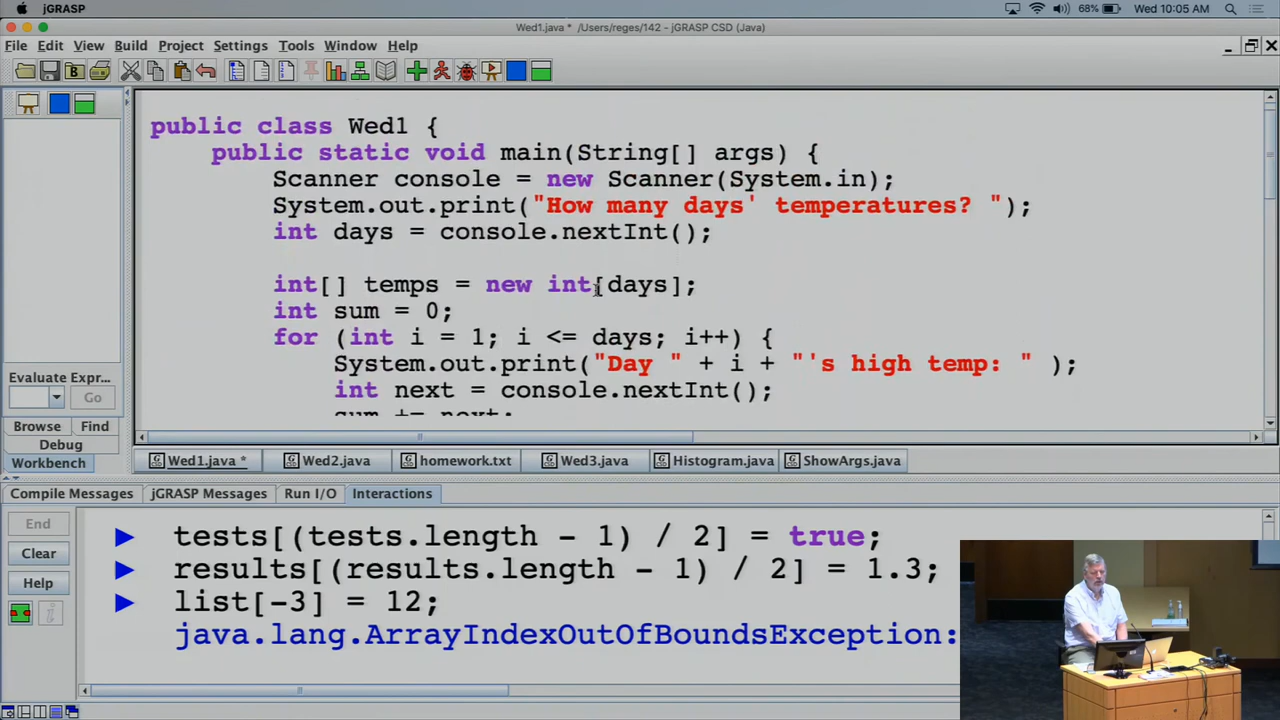 jGRASP
68%
Wed 10:05 AM
Wed1.java * /Users/reges/142 - jGRASP CSD (Java)
File Edit View Build Project Settings Tools Window Help
public class Wed1 {
public static void main(String[] args) {
Scanner console = new Scanner(System.in);
System.out.print("How many days' temperatures? ");
int days = console.nextInt();
int[] temps = new int[days];
int sum = 0;
for (int i = 1; i <= days; i++) {
System.out.print("Day " + i + "'s high temp: " );
int next = console.nextInt();
sum += next;
Evaluate Expr...
Go
Browse Find
Debug
Workbench
Wed1.java * Wed2.java homework.txt Wed3.java Histogram.java ShowArgs.java
Compile Messages jGRASP Messages Run I/O Interactions
End
Clear
Help
tests[(tests.length - 1) / 2] = true;
results[(results.length - 1) / 2] = 1.3;
list[-3] = 12;
java.lang.ArrayIndexOutOfBoundsException: